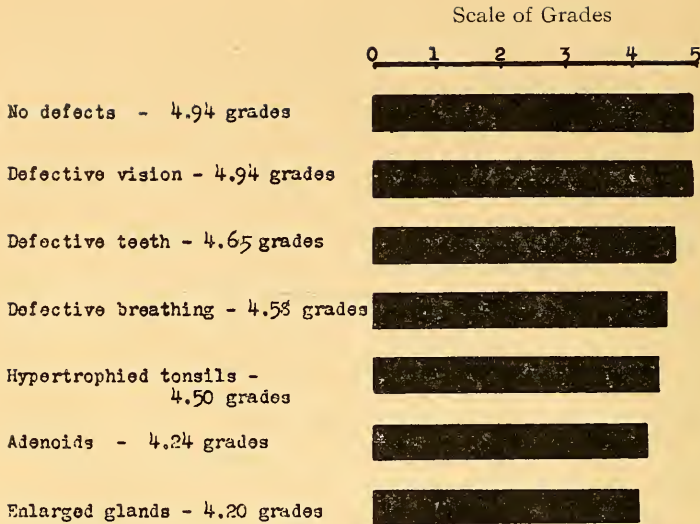 Scale of Grades
0 1 2 3 4 5
No defects - 4.94 grades
Defective vision - 4.94 grades
Defective teeth - 4.65 grades
Defective breathing - 4.58 grades
Hypertrophied tonsils -
4.50 grades
Adenoids - 4.24 grades
Enlarged glands - 4.20 grades